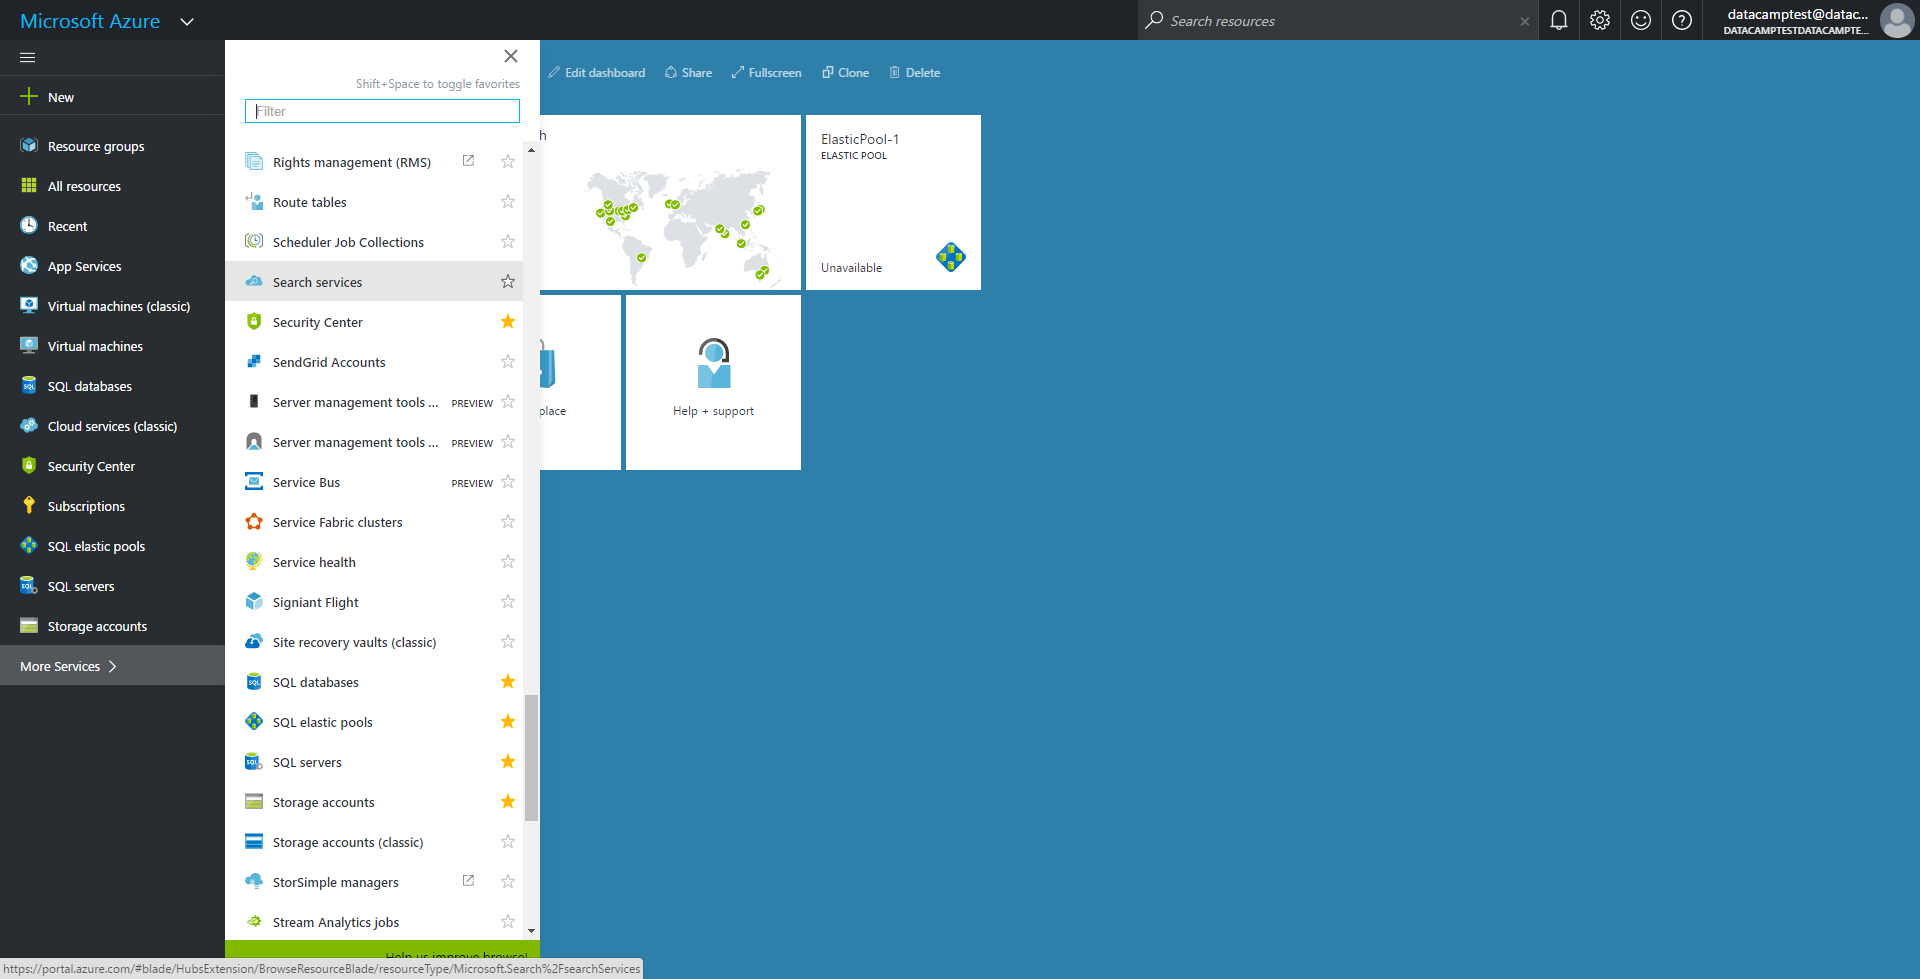 Microsoft Azure
Search resources
datacamptest@datac...
DATACAMPTESTDATACAMPTE...
New
Resource groups
All resources
Recent
App Services
Virtual machines (classic)
Virtual machines
SQL databases
Cloud services (classic)
Security Center
Subscriptions
SQL elastic pools
SQL servers
Storage accounts
More Services
Shift+Space to toggle favorites
Filter
Rights management (RMS)
Route tables
Scheduler Job Collections
Search services
Security Center
SendGrid Accounts
Server management tools ... PREVIEW
Server management tools ... PREVIEW
Service Bus PREVIEW
Service Fabric clusters
Service health
Signiant Flight
Site recovery vaults (classic)
SQL databases
SQL elastic pools
SQL servers
Storage accounts
Storage accounts (classic)
StorSimple managers
Stream Analytics jobs
Help us improve browse!
Edit dashboard Share Fullscreen Clone Delete
h
ElasticPool-1
ELASTIC POOL
Unavailable
place
Help + support
https://portal.azure.com/#blade/HubsExtension/BrowseResourceBlade/resourceType/Microsoft.Search%2FsearchServices